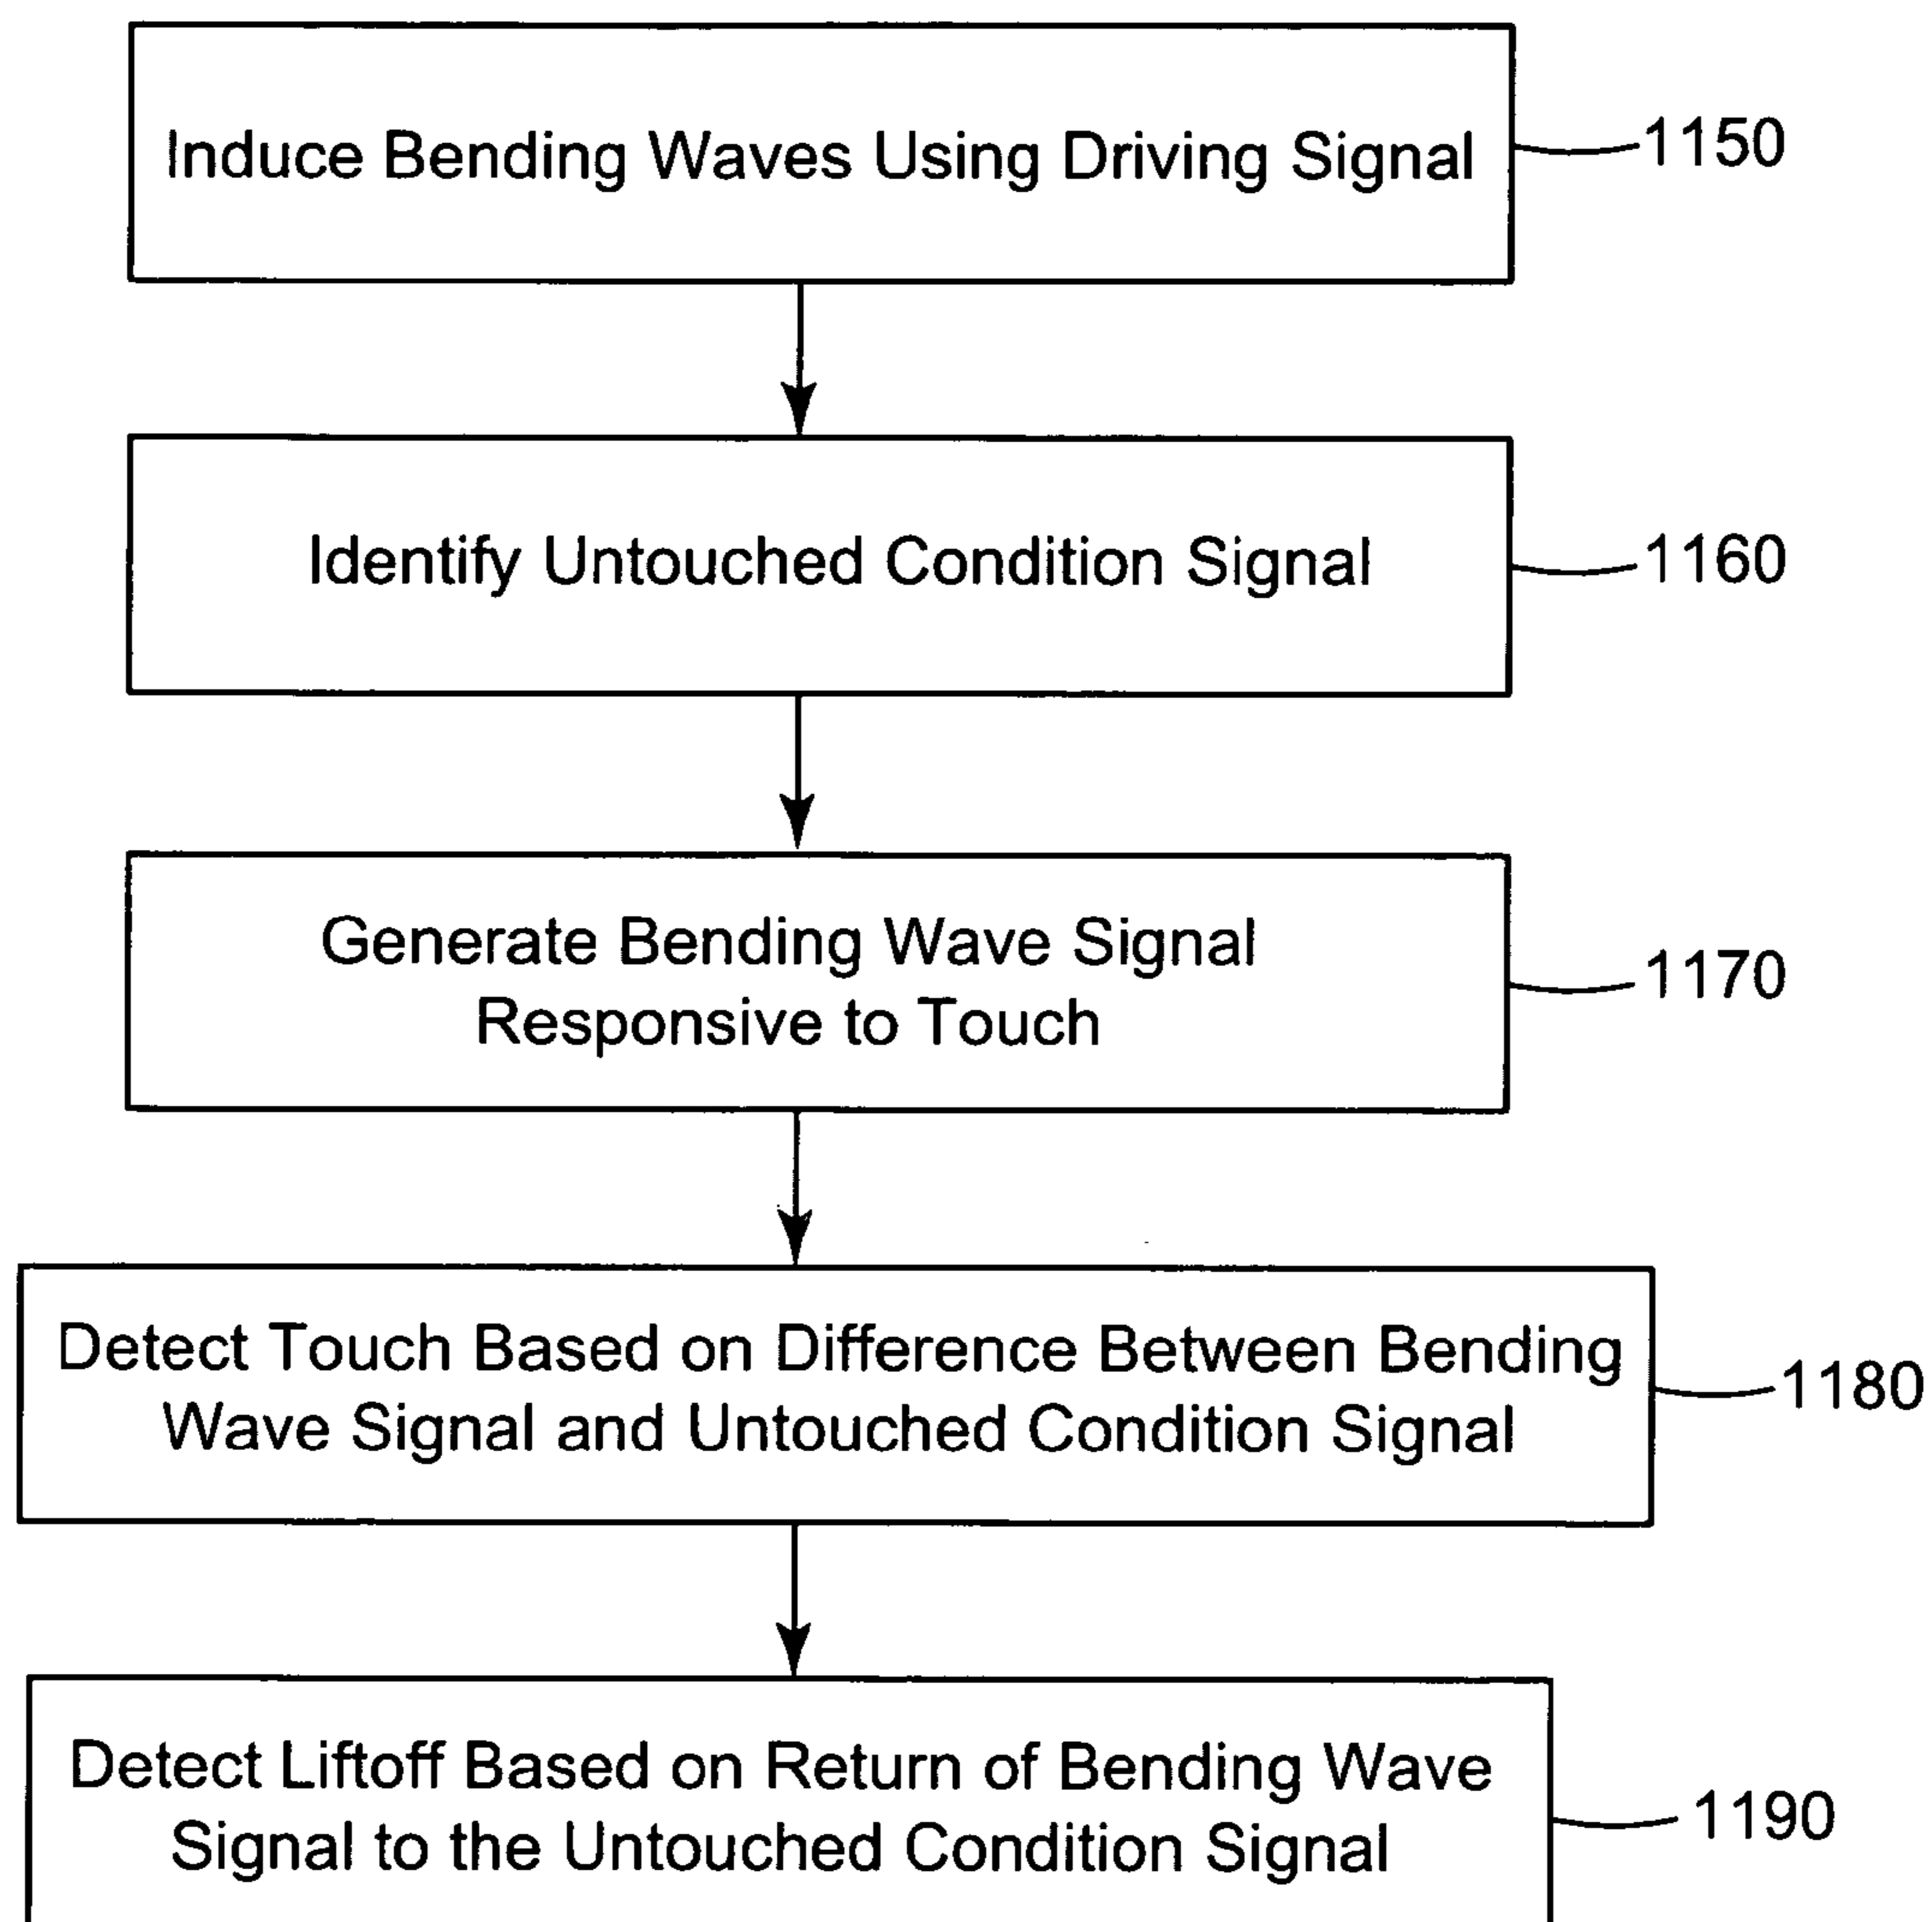 Induce Bending Waves Using Driving Signal
1150
Identify Untouched Condition Signal
1160
Generate Bending Wave Signal
Responsive to Touch
1170
Detect Touch Based on Difference Between Bending
Wave Signal and Untouched Condition Signal
1180
Detect Liftoff Based on Return of Bending Wave
Signal to the Untouched Condition Signal
1190